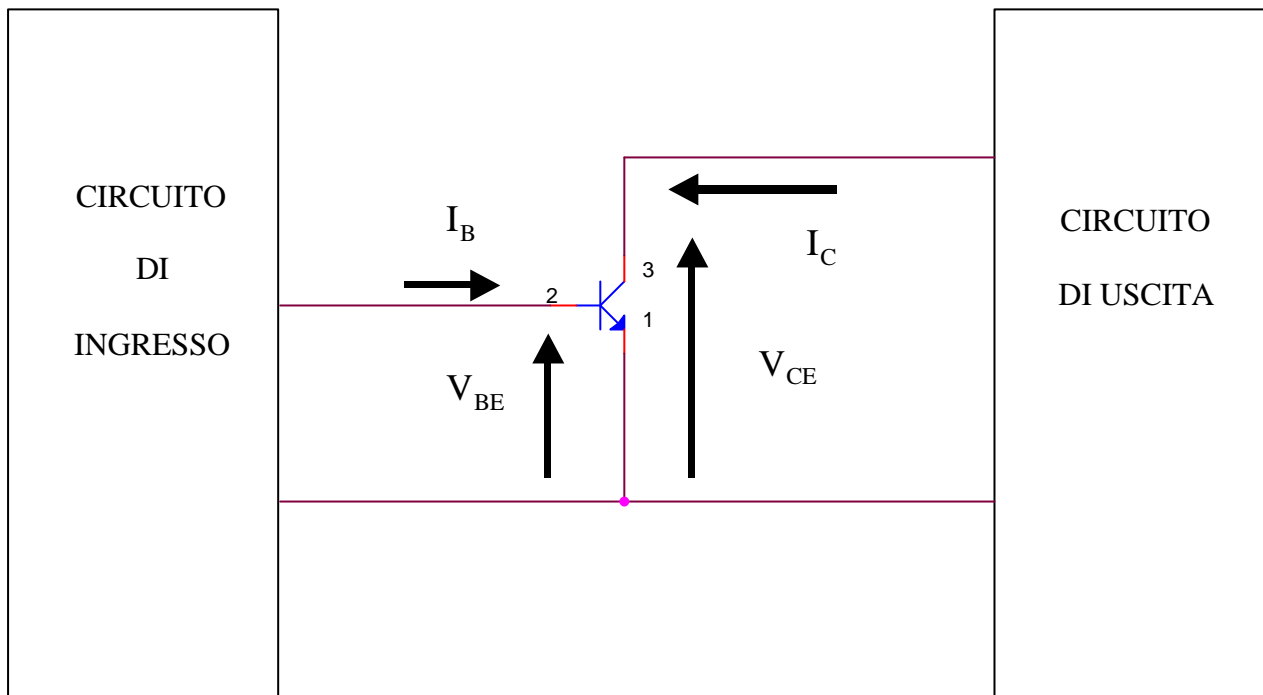 CIRCUITO
DI
INGRESSO
I_B
V_BE
2
3
1
I_C
V_CE
CIRCUITO
DI USCITA